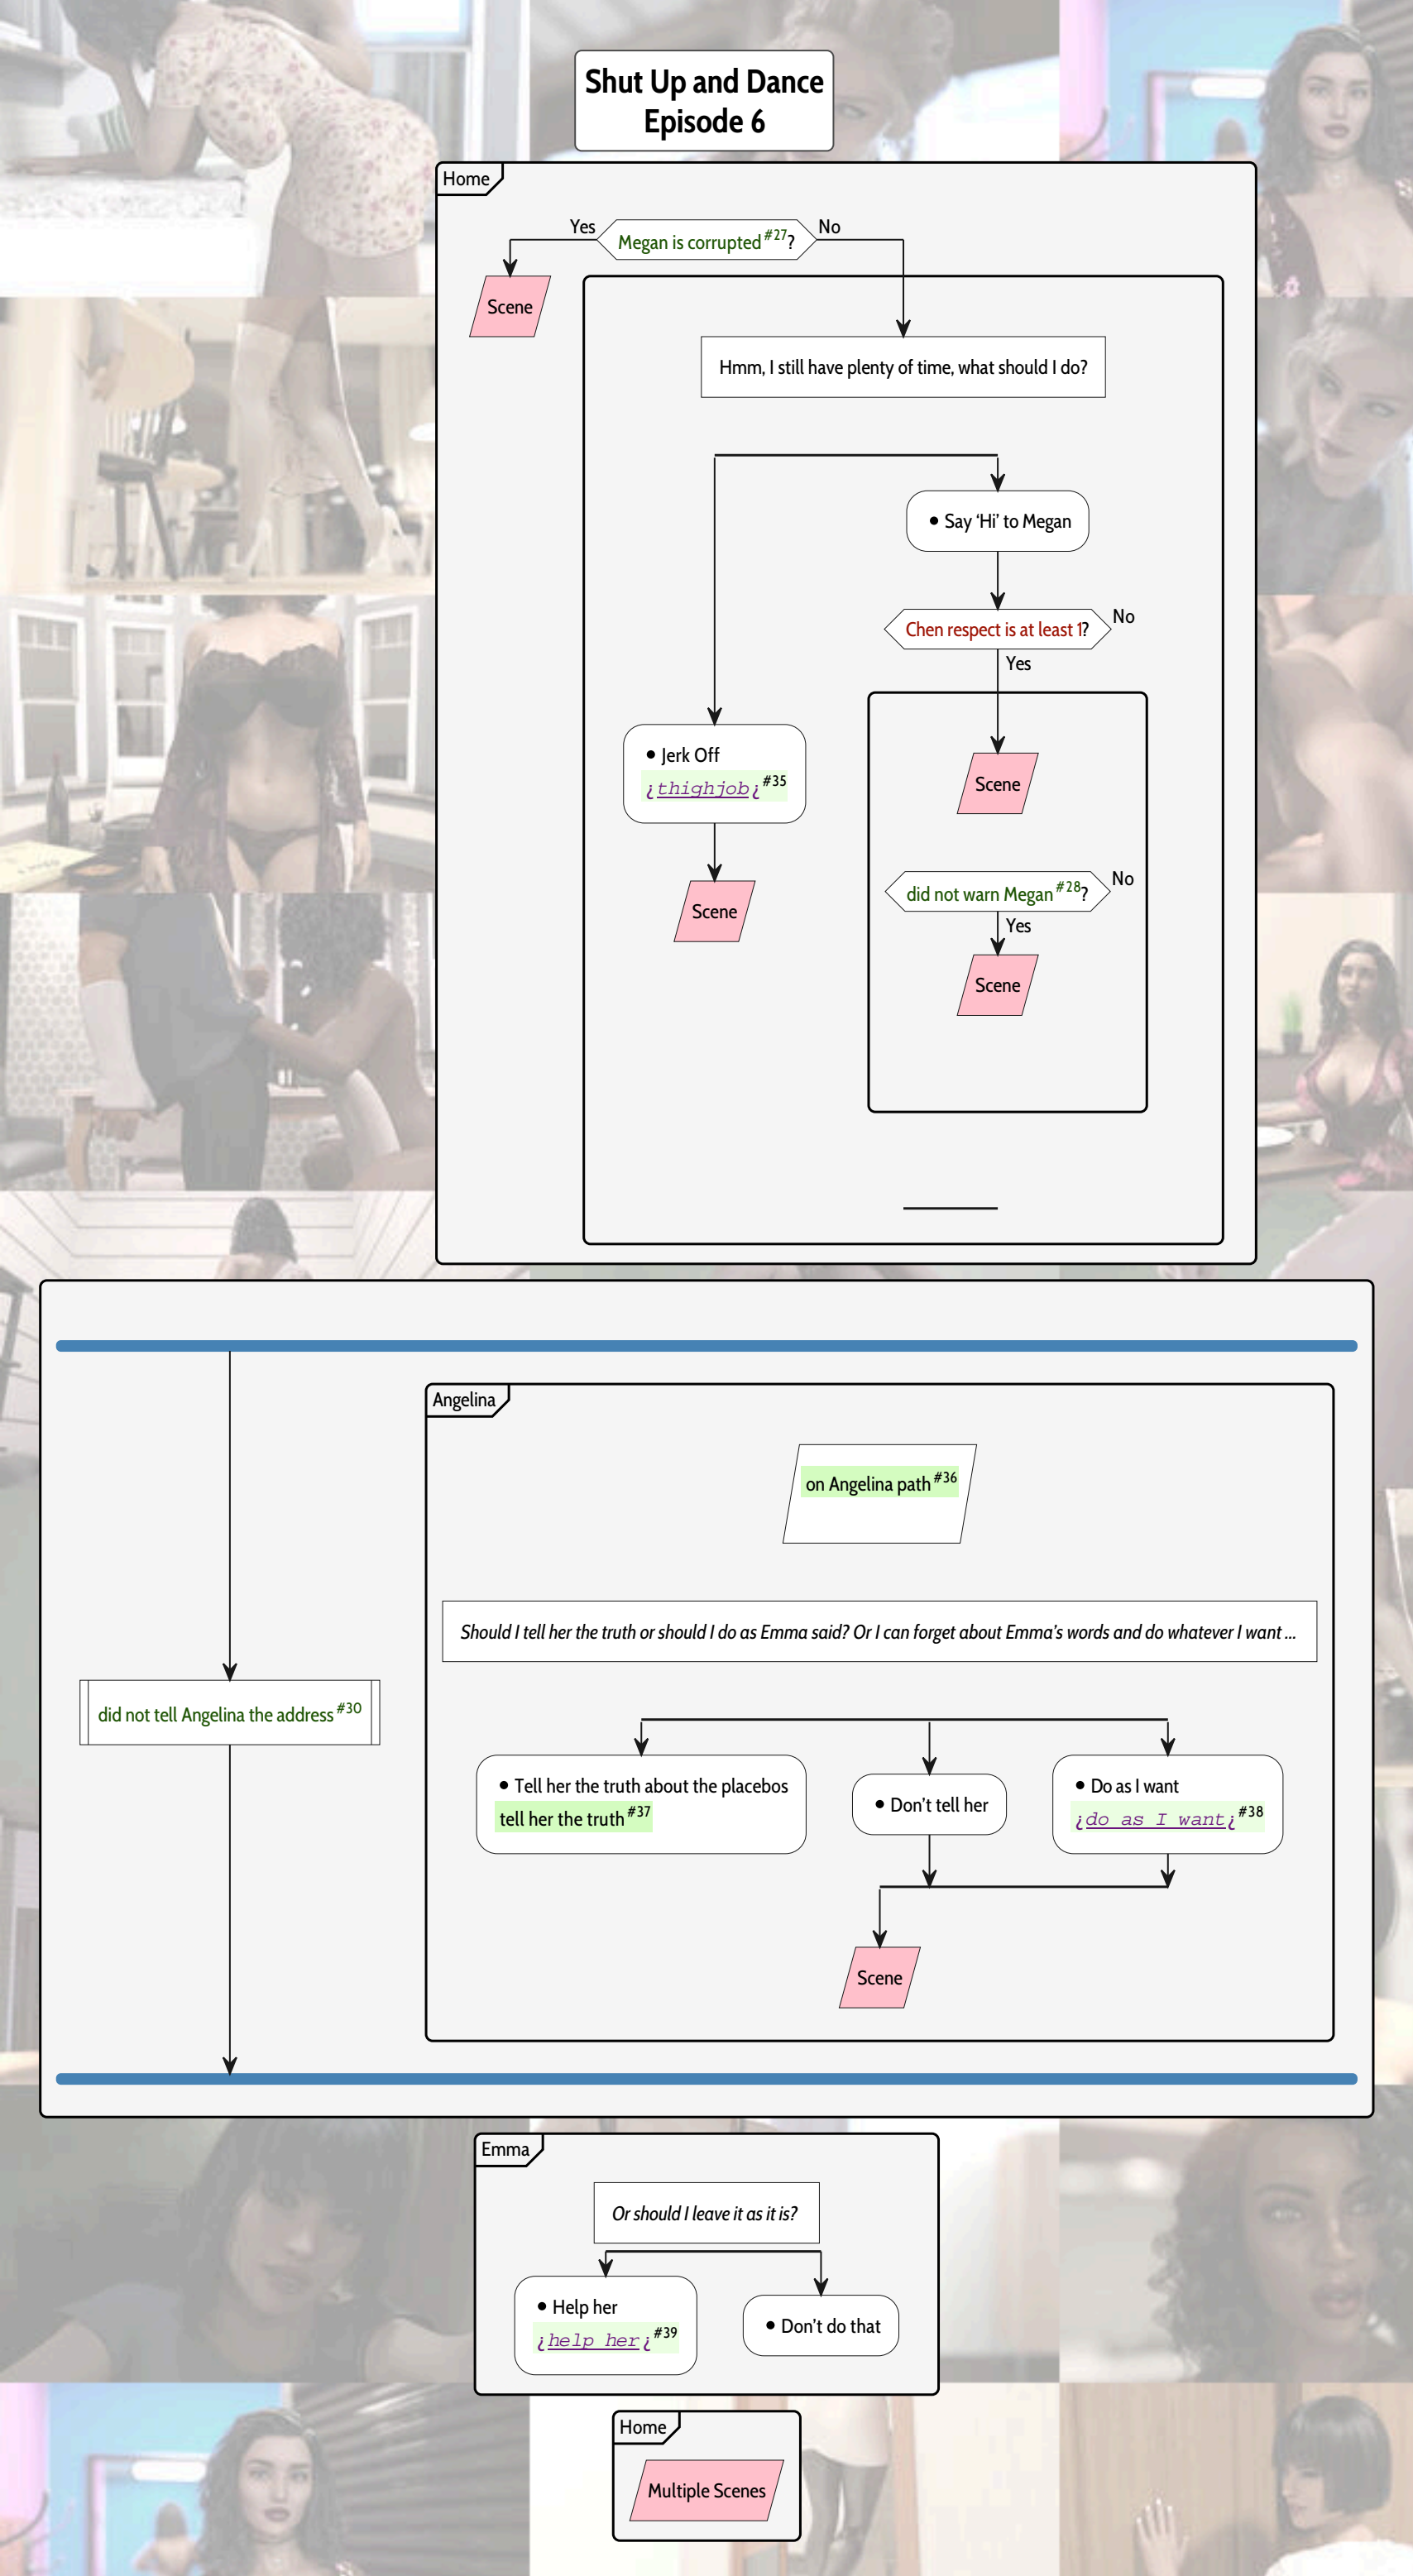 Shut Up and Dance
Episode 6
Home
Yes
Megan is corrupted #27?
No
Scene
Hmm, I still have plenty of time, what should I do?
• Say ‘Hi’ to Megan
Chen respect is at least 1?
No
Yes
• Jerk Off
¿thighjob¿ #35
Scene
Scene
did not warn Megan #28?
No
Yes
Scene
Angelina
on Angelina path #36
Should I tell her the truth or should I do as Emma said? Or I can forget about Emma’s words and do whatever I want ...
did not tell Angelina the address #30
• Tell her the truth about the placebos
tell her the truth #37
• Don’t tell her
• Do as I want
¿do as I want¿ #38
Scene
Emma
Or should I leave it as it is?
• Help her
¿help her¿ #39
• Don’t do that
Home
Multiple Scenes